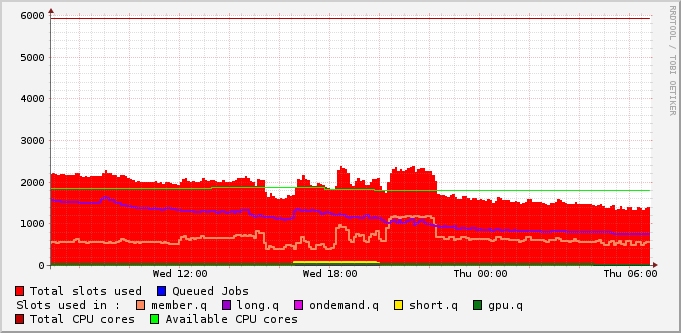 6000
5000
4000
3000
2000
1000
0
Wed 12:00 Wed 18:00 Thu 00:00 Thu 06:00
Total slots used Queued Jobs
Slots used in : member.q long.q ondemand.q short.q gpu.q
Total CPU cores Available CPU cores
RRDTOOL / TOBI OETIKER